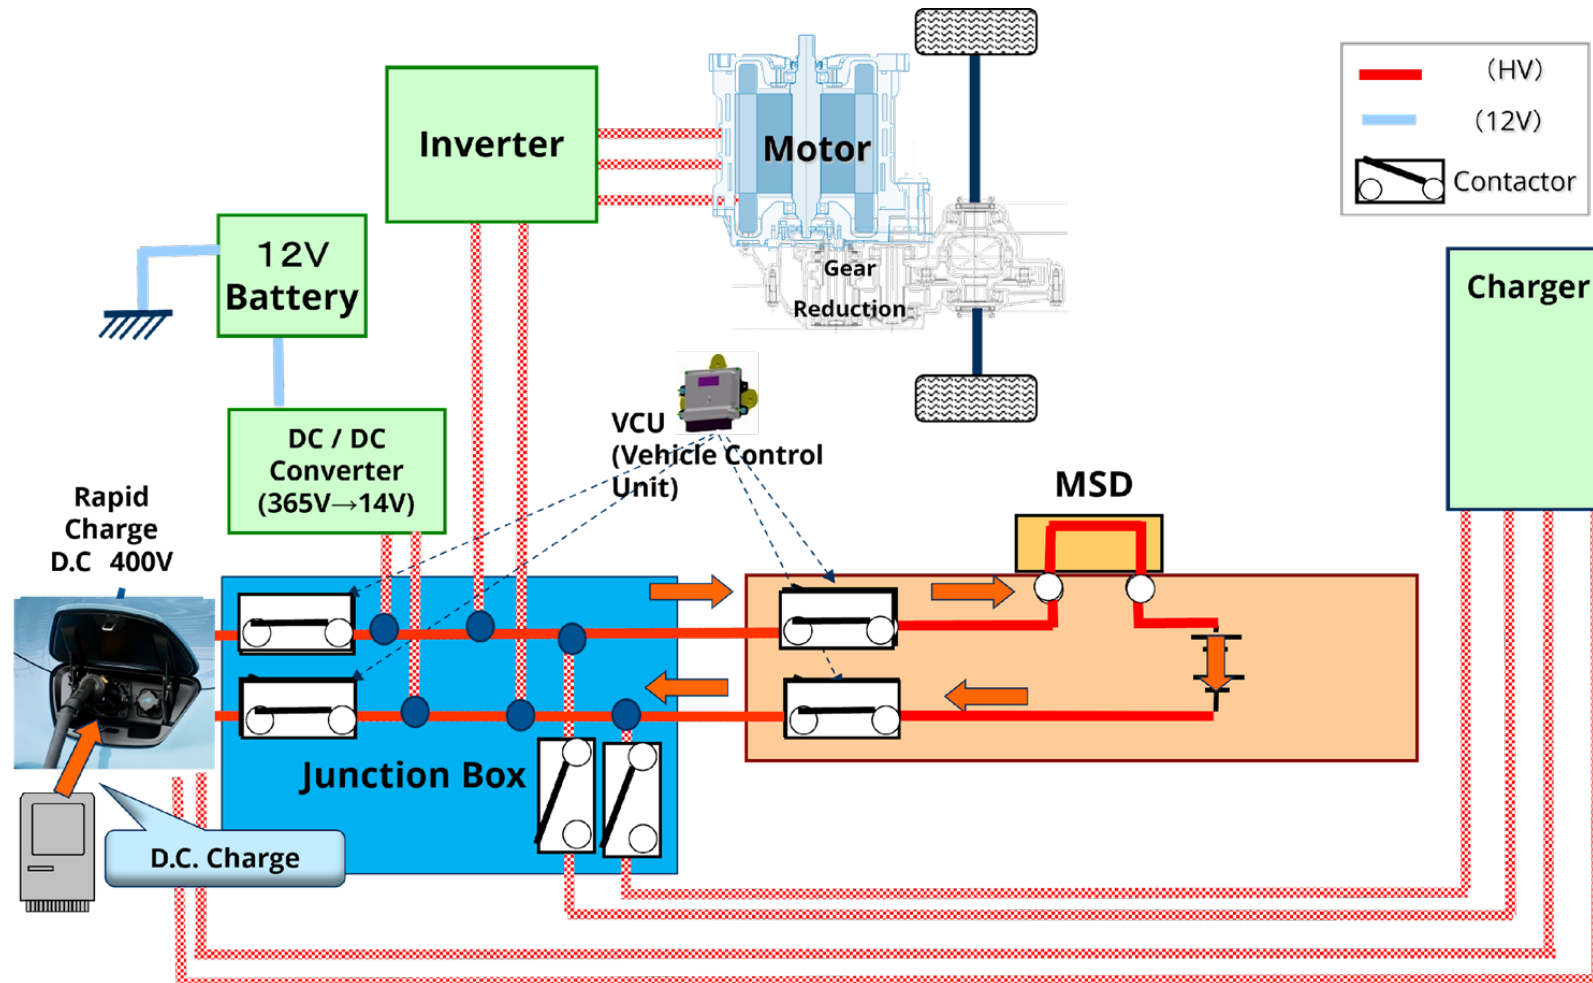 (HV)
(12V)
Contactor
Inverter
Motor
12V
Battery
Gear
Reduction
Charger
VCU
(Vehicle Control
Unit)
DC / DC
Converter
(365V→14V)
MSD
Rapid
Charge
D.C 400V
Junction Box
D.C. Charge